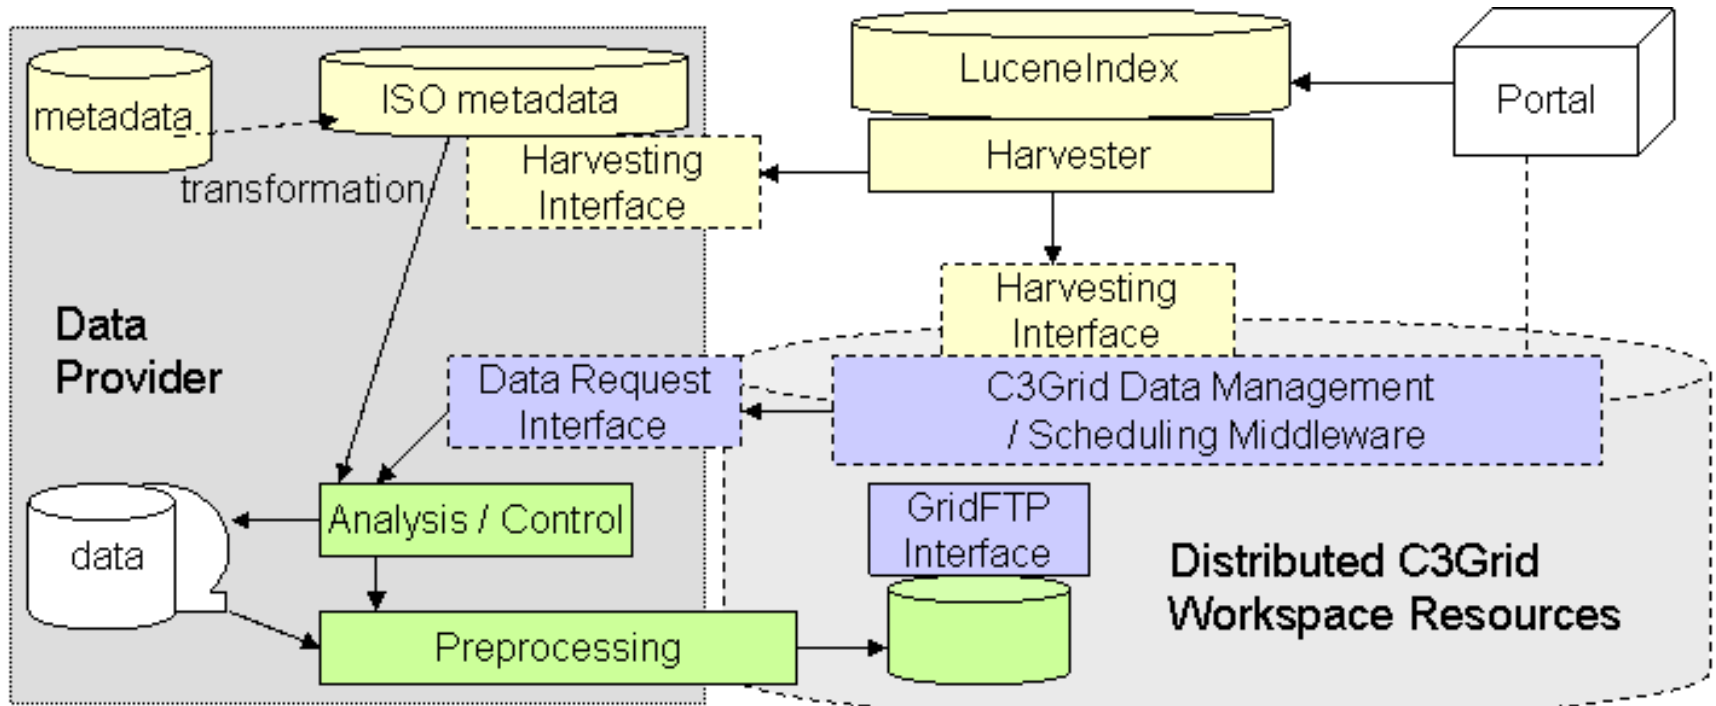 metadata
ISO metadata
transformation
Harvesting
Interface
LuceneIndex
Harvester
Portal
Harvesting
Interface
Data
Provider
Data Request
Interface
C3Grid Data Management
/ Scheduling Middleware
data
Analysis / Control
Preprocessing
GridFTP
Interface
Distributed C3Grid
Workspace Resources